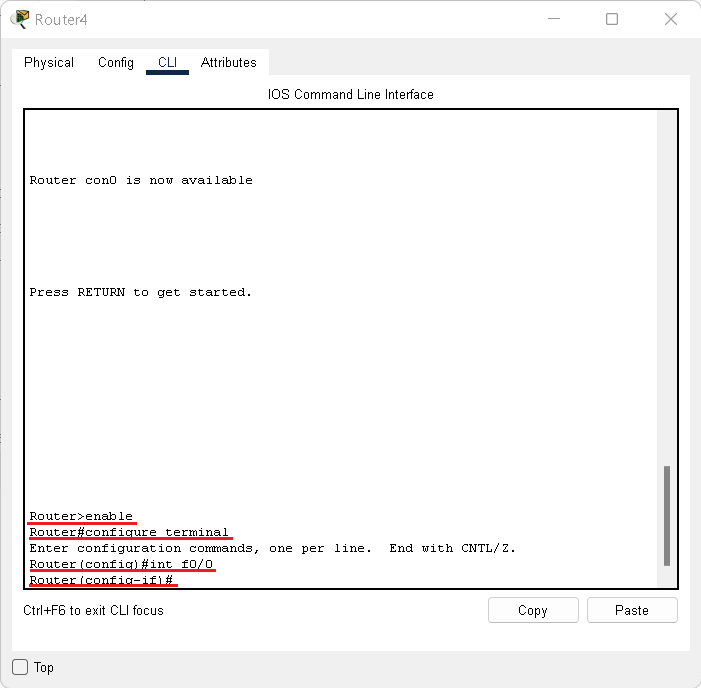 Router4
Physical Config CLI Attributes
IOS Command Line Interface
Router con0 is now available
Press RETURN to get started.
Router>enable
Router#configure terminal
Enter configuration commands, one per line.  End with CNTL/Z.
Router(config)#int f0/0
Router(config-if)#
Ctrl+F6 to exit CLI focus
Copy Paste
Top